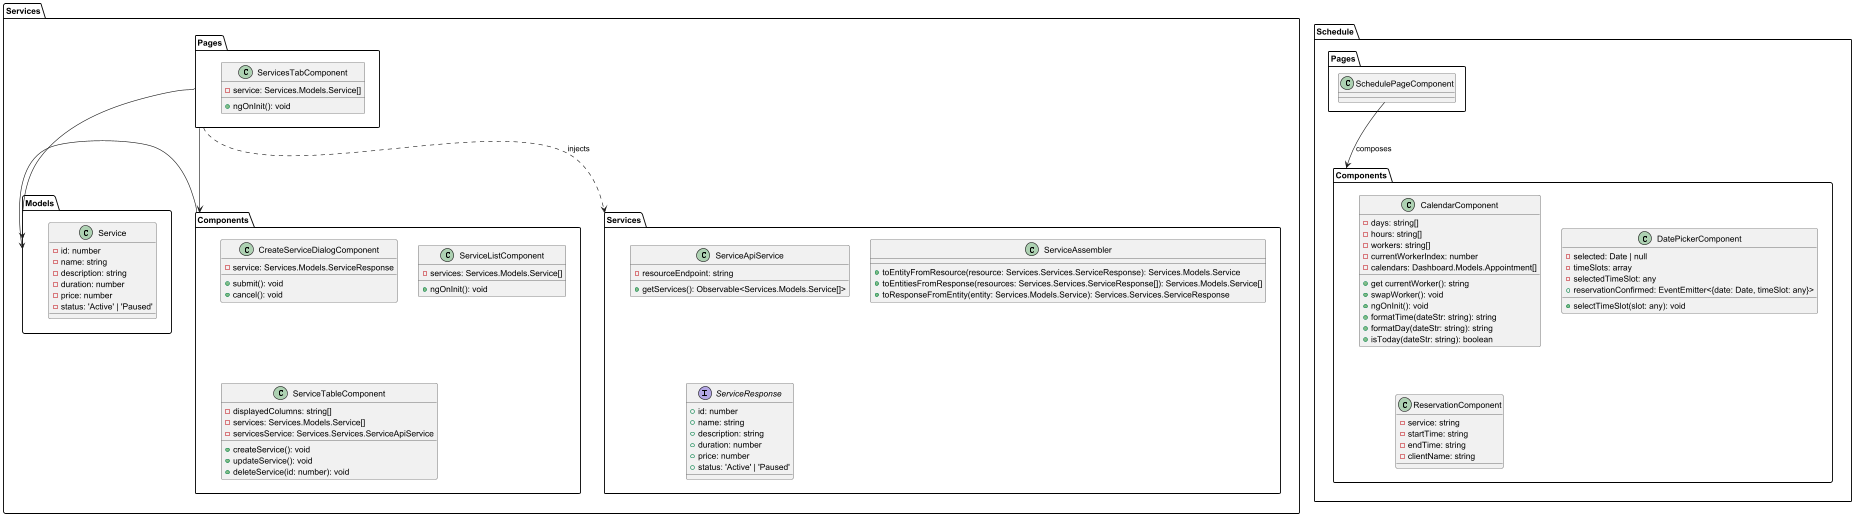 Services
Pages
C ServicesTabComponent
service: Services.Models.Service[]
ngOnInit(): void
injects
Models
C Service
id: number
name: string
description: string
duration: number
price: number
status: 'Active' | 'Paused'
Components
C CreateServiceDialogComponent
service: Services.Models.ServiceResponse
submit(): void
cancel(): void
C ServiceListComponent
services: Services.Models.Service[]
ngOnInit(): void
C ServiceTableComponent
displayedColumns: string[]
services: Services.Models.Service[]
servicesService: Services.Services.ServiceApiService
createService(): void
updateService(): void
deleteService(id: number): void
Services
C ServiceApiService
resourceEndpoint: string
getServices(): Observable<Services.Models.Service[]>
C ServiceAssembler
toEntityFromResource(resource: Services.Services.ServiceResponse): Services.Models.Service
toEntitiesFromResponse(resources: Services.Services.ServiceResponse[]): Services.Models.Service[]
toResponseFromEntity(entity: Services.Models.Service): Services.Services.ServiceResponse
I ServiceResponse
id: number
name: string
description: string
duration: number
price: number
status: 'Active' | 'Paused'
Schedule
Pages
C SchedulePageComponent
composes
Components
C CalendarComponent
days: string[]
hours: string[]
workers: string[]
currentWorkerIndex: number
calendars: Dashboard.Models.Appointment[]
get currentWorker(): string
swapWorker(): void
ngOnInit(): void
formatTime(dateStr: string): string
formatDay(dateStr: string): string
isToday(dateStr: string): boolean
C DatePickerComponent
selected: Date | null
timeSlots: array
selectedTimeSlot: any
reservationConfirmed: EventEmitter<{date: Date, timeSlot: any}>
selectTimeSlot(slot: any): void
C ReservationComponent
service: string
startTime: string
endTime: string
clientName: string